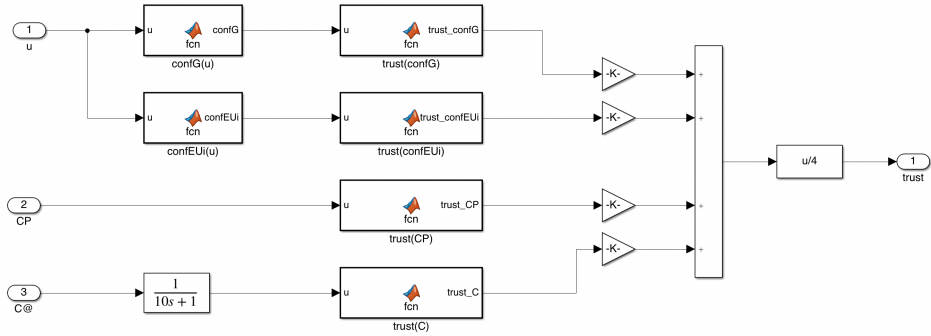 1
u
u
confG
fcn
confG(u)
u
trust_confG
fcn
trust(confG)
-K-
+
u
confEUi
fcn
confEUi(u)
u
trust_confEUi
fcn
trust(confEUi)
-K-
+
u/4
1
trust
2
CP
u
trust_CP
fcn
trust(CP)
-K-
+
-K-
+
3
C@
1
10s + 1
u
trust_C
fcn
trust(C)